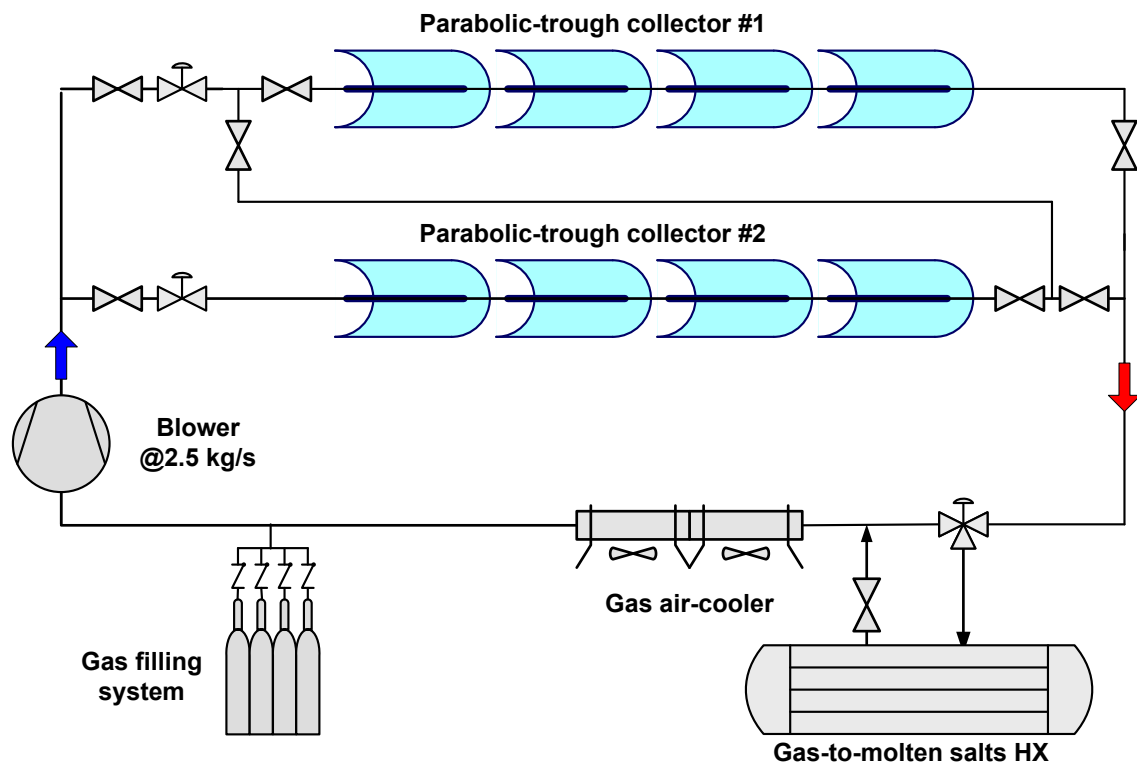 Parabolic-trough collector #1
Parabolic-trough collector #2
Blower
@2.5 kg/s
Gas air-cooler
Gas filling
system
Gas-to-molten salts HX